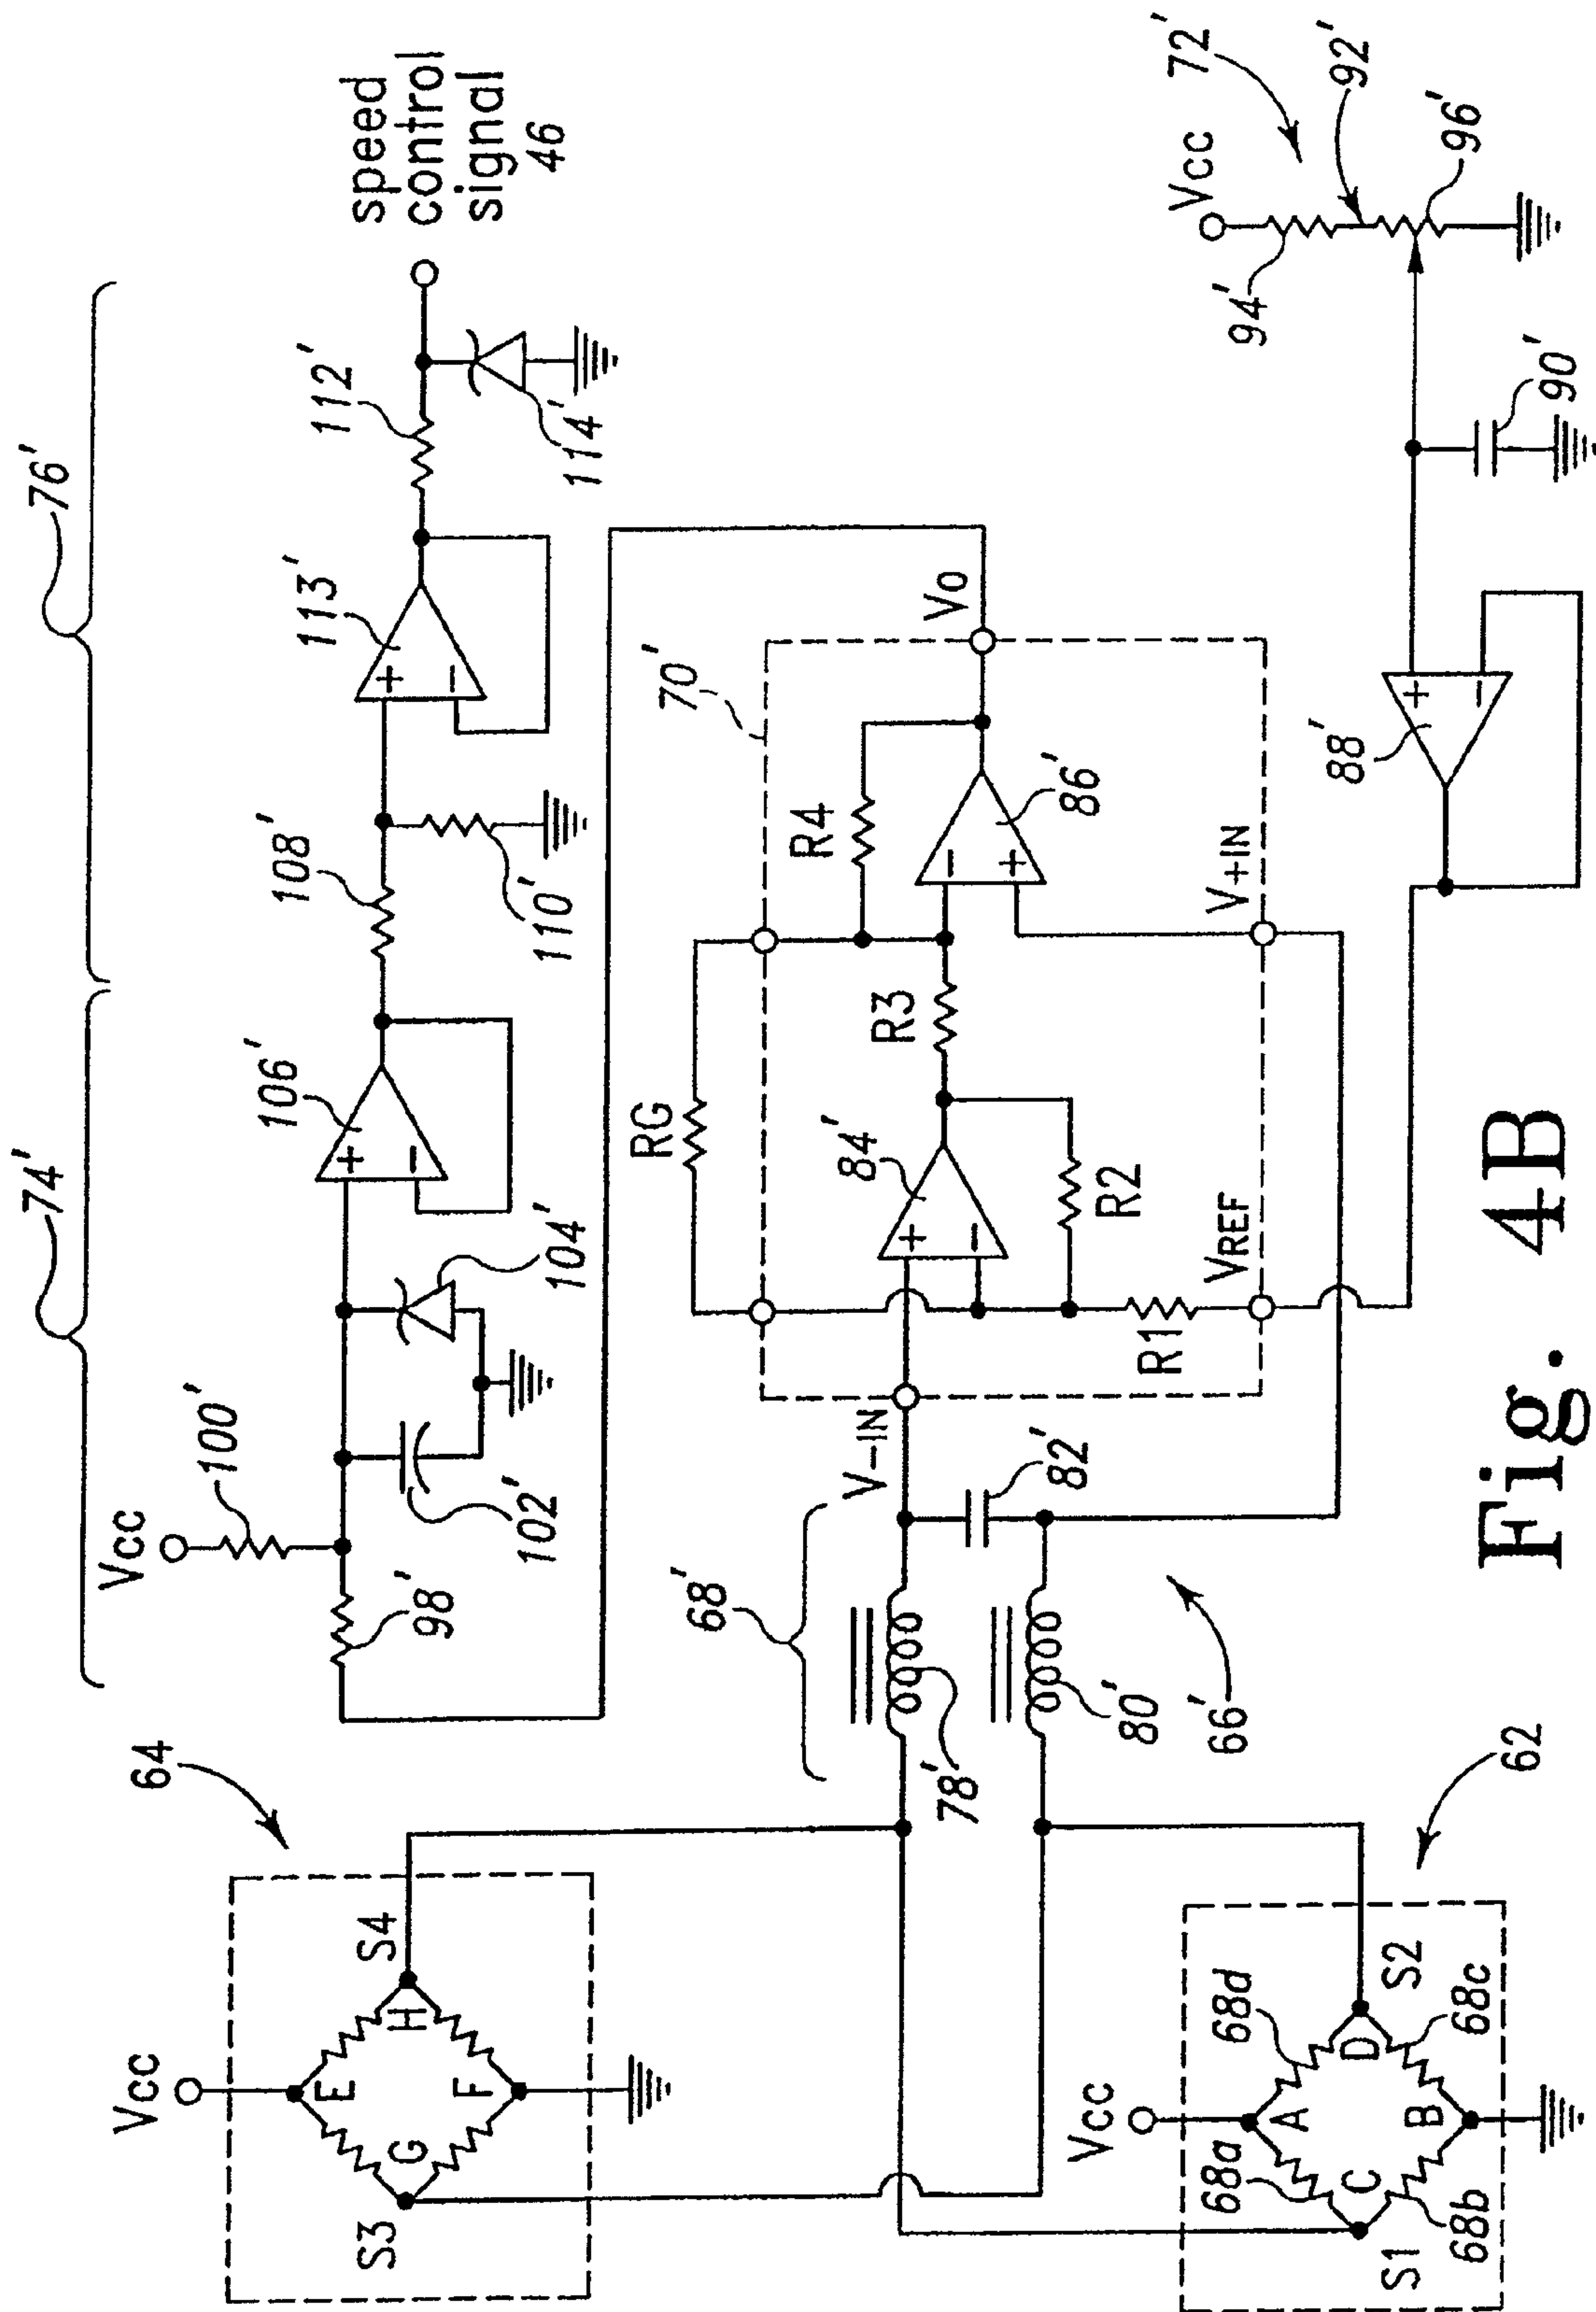 74'
76'
Vcc
100'
98'
102'
104'
106'
108'
110'
113'
112'
114'
speed
control
signal
46
64
Vcc
E
S3
G
H
S4
F
68'
78'
80'
82'
66'
V-IN
RG
70'
84'
+
−
R2
R1
VREF
R3
R4
−
+
86'
V+IN
Vo
+
−
+
−
62
Vcc
68a
A
68d
S1
C
D
S2
68b
B
68c
88'
+
−
90'
72'
Vcc
94'
92'
96'
Fig. 4B